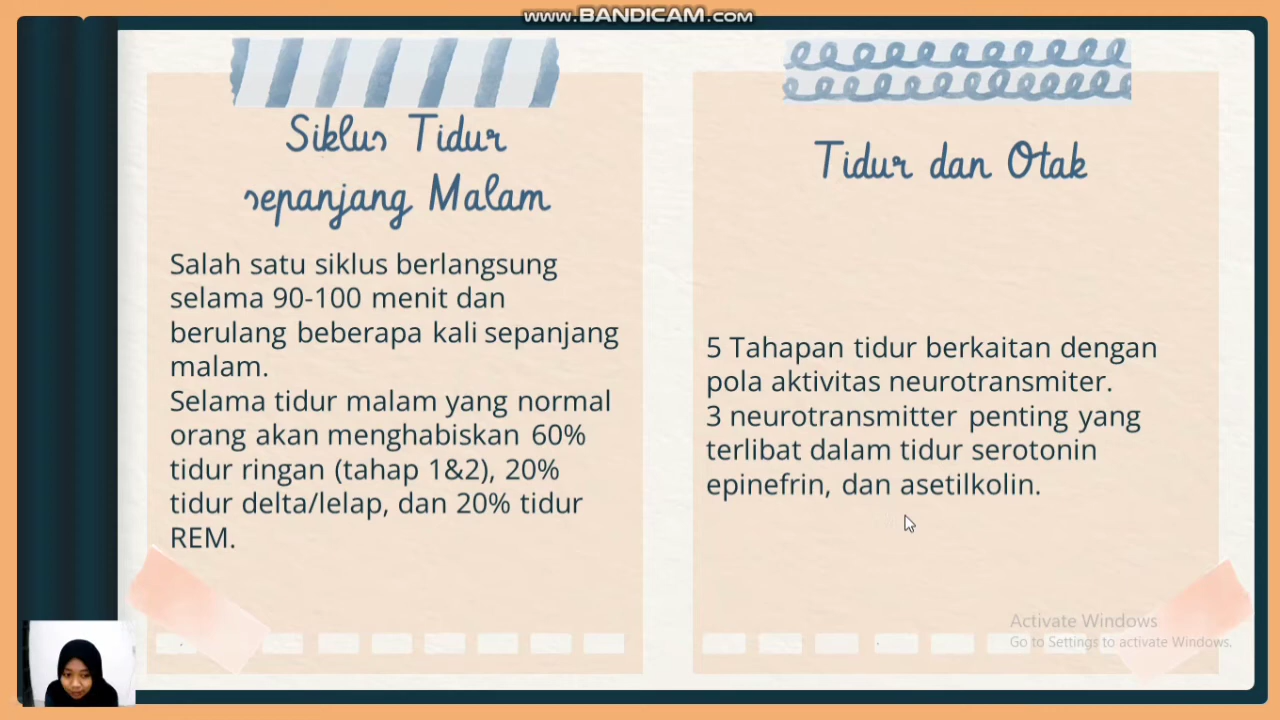 www.BANDICAM.com
Siklus Tidur
sepanjang Malam
Salah satu siklus berlangsung
selama 90-100 menit dan
berulang beberapa kali sepanjang
malam.
Selama tidur malam yang normal
orang akan menghabiskan 60%
tidur ringan (tahap 1&2), 20%
tidur delta/lelap, dan 20% tidur
REM.
Tidur dan Otak
5 Tahapan tidur berkaitan dengan
pola aktivitas neurotransmiter.
3 neurotransmitter penting yang
terlibat dalam tidur serotonin
epinefrin, dan asetilkolin.
Activate Windows
Go to Settings to activate Windows.